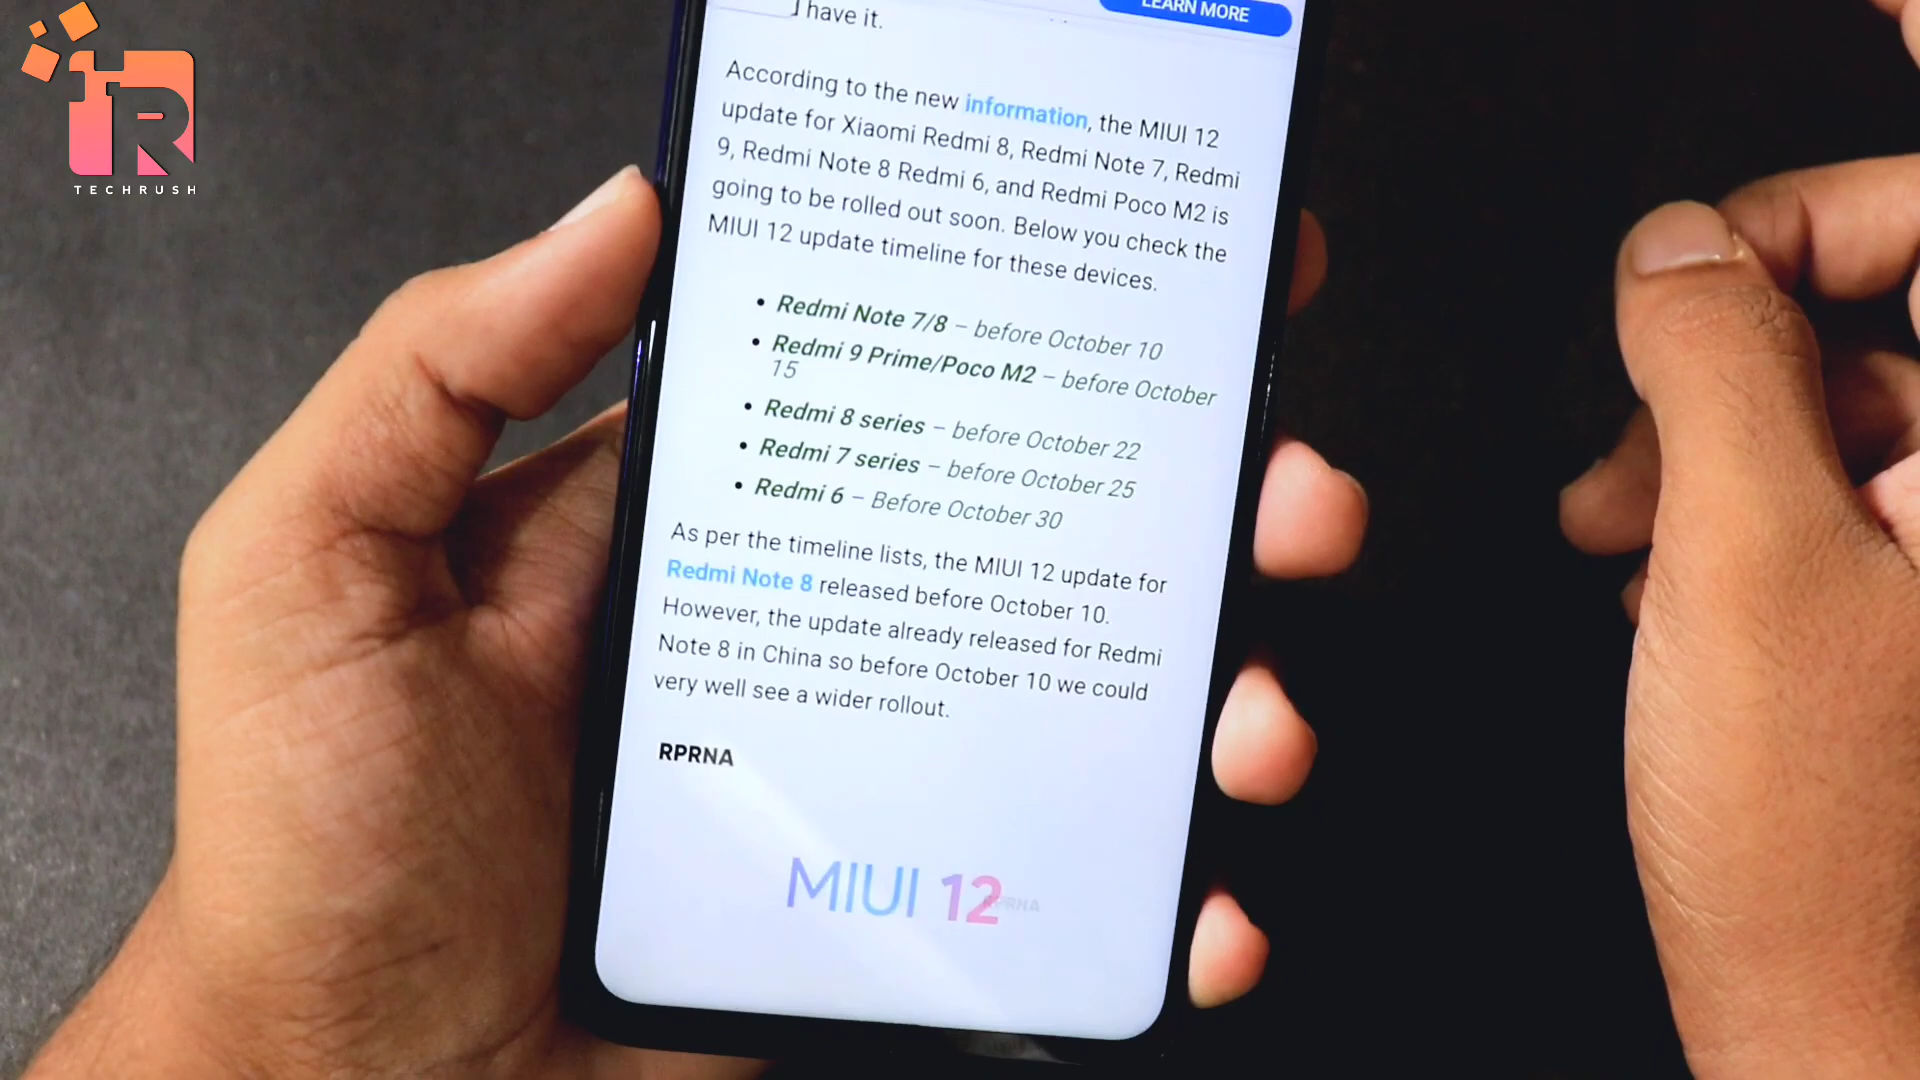 TECHRUSH
LEARN MORE
have it.
According to the new information, the MIUI 12
update for Xiaomi Redmi 8, Redmi Note 7, Redmi
9, Redmi Note 8 Redmi 6, and Redmi Poco M2 is
going to be rolled out soon. Below you check the
MIUI 12 update timeline for these devices.
• Redmi Note 7/8 – before October 10
• Redmi 9 Prime/Poco M2 – before October
15
• Redmi 8 series – before October 22
• Redmi 7 series – before October 25
• Redmi 6 – Before October 30
As per the timeline lists, the MIUI 12 update for
Redmi Note 8 released before October 10.
However, the update already released for Redmi
Note 8 in China so before October 10 we could
very well see a wider rollout.
RPRNA
MIUI 12
RPRNA